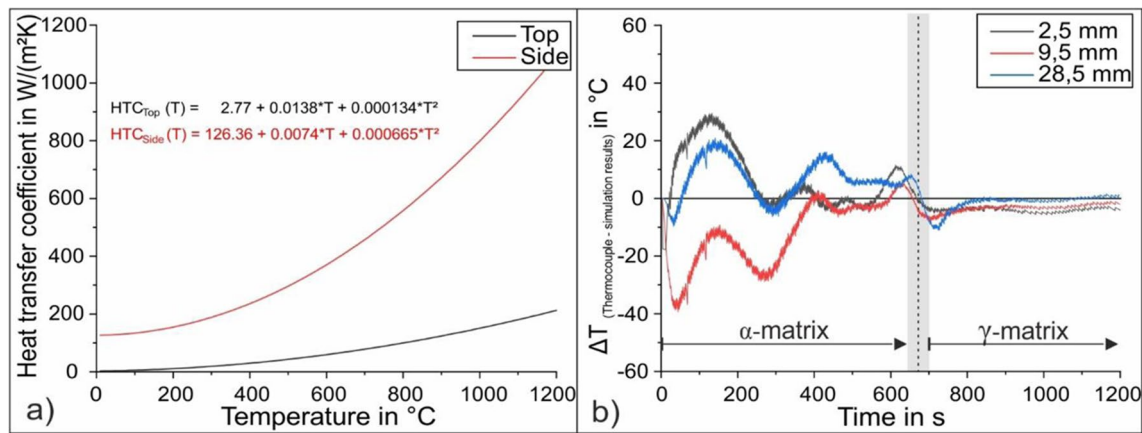 1200
1000
800
600
400
200
0
Heat transfer coefficient in W/(m²K)
Top
Side
HTC_Top (T) = 2.77 + 0.0138*T + 0.000134*T²
HTC_Side (T) = 126.36 + 0.0074*T + 0.000665*T²
0 200 400 600 800 1000 1200
Temperature in °C
a)
60
40
20
0
-20
-40
-60
ΔT (Thermocouple - simulation results) in °C
2,5 mm
9,5 mm
28,5 mm
α-matrix
γ-matrix
0 200 400 600 800 1000 1200
Time in s
b)